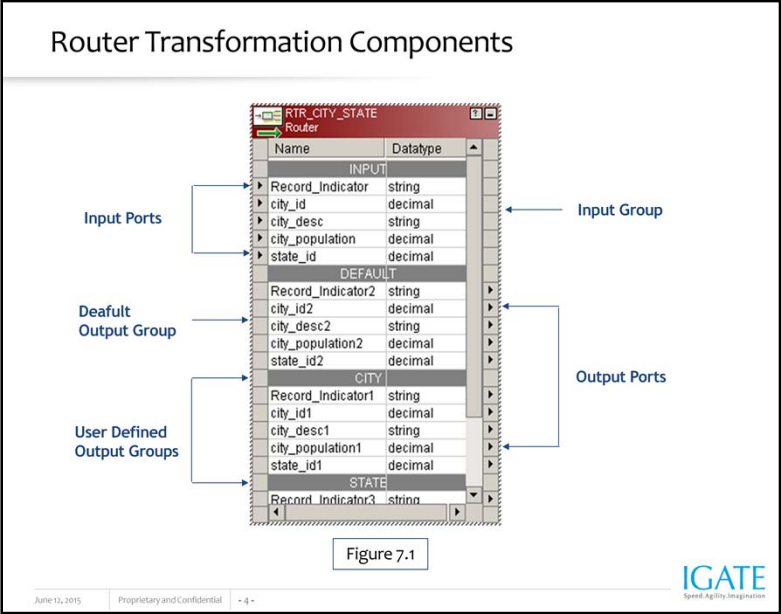 Router Transformation Components
RTR_CITY_STATE
Router
Name Datatype
INPUT
Record_Indicator string
city_id decimal
city_desc string
city_population decimal
state_id decimal
DEFAULT
Record_Indicator2 string
city_id2 decimal
city_desc2 string
city_population2 decimal
state_id2 decimal
CITY
Record_Indicator1 string
city_id1 decimal
city_desc1 string
city_population1 decimal
state_id1 decimal
STATE
Record_Indicator3 string
Input Ports
Deafult
Output Group
User Defined
Output Groups
Input Group
Output Ports
Figure 7.1
June 12, 2015 Proprietary and Confidential - 4 -
IGATE
Speed.Agility.Imagination